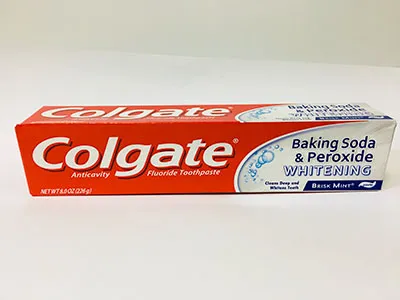 Colgate®
Baking Soda
& Peroxide
WHITENING
Colgate®
Anticavity Fluoride Toothpaste
NET WT 8.0 OZ (226 g)
Baking Soda
& Peroxide
WHITENING
Cleans Deep and
Whitens Teeth
BRISK MINT®